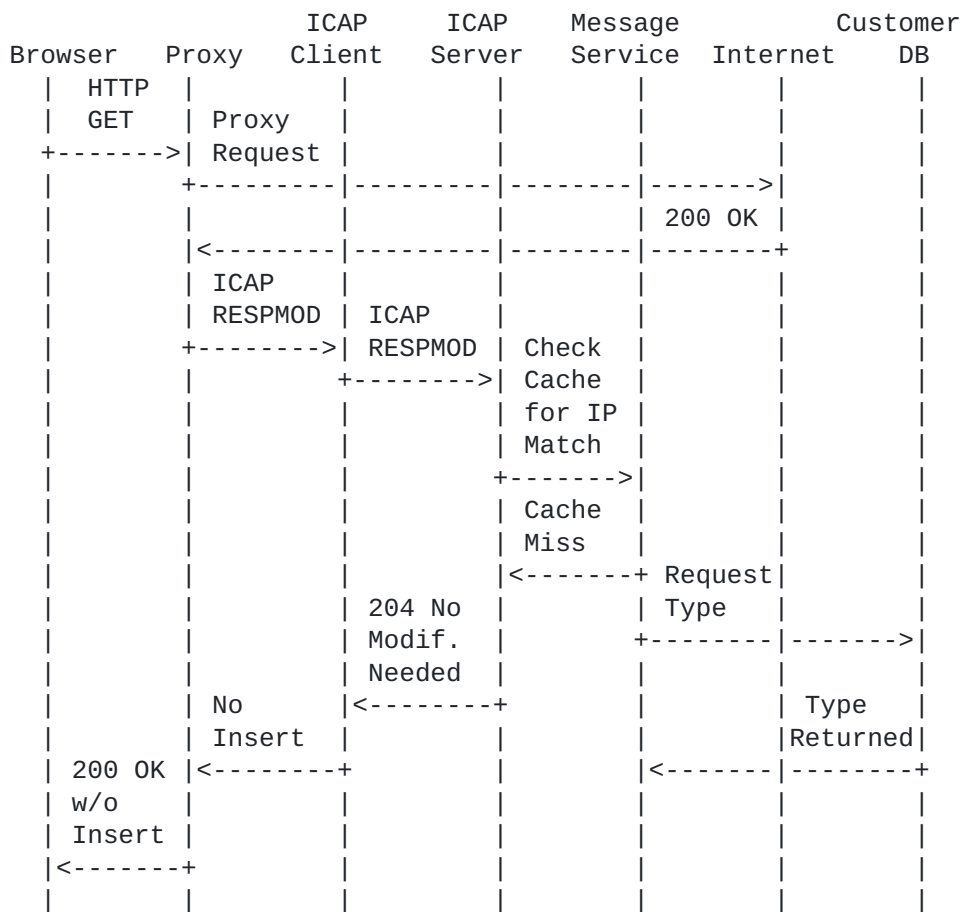 ICAP ICAP Message Customer
Browser Proxy Client Server Service Internet DB
HTTP
GET Proxy
Request
200 OK
ICAP
RESPMOD ICAP
RESPMOD Check
Cache
for IP
Match
Cache
Miss
Request
204 No Type
Modif.
Needed
No Type
Insert Returned
200 OK
w/o
Insert